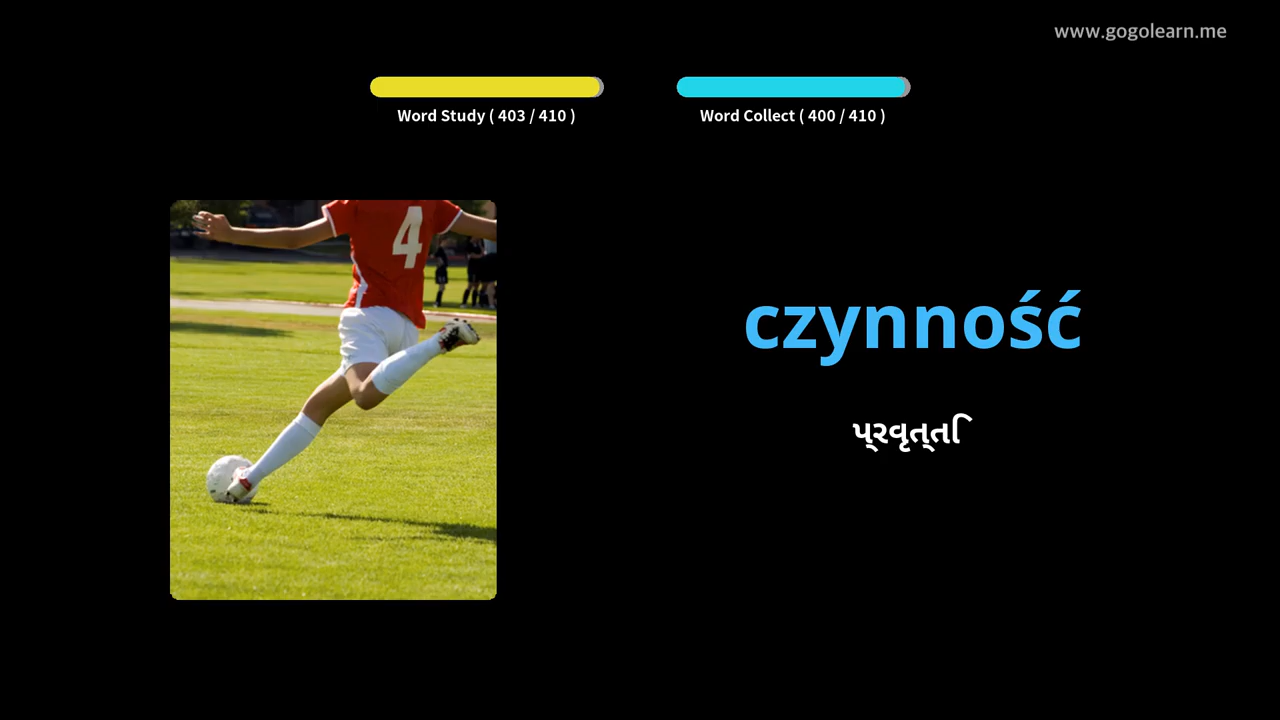 www.gogolearn.me
Word Study ( 403 / 410 )
Word Collect ( 400 / 410 )
4
czynność
પ્રવૃત્તિ